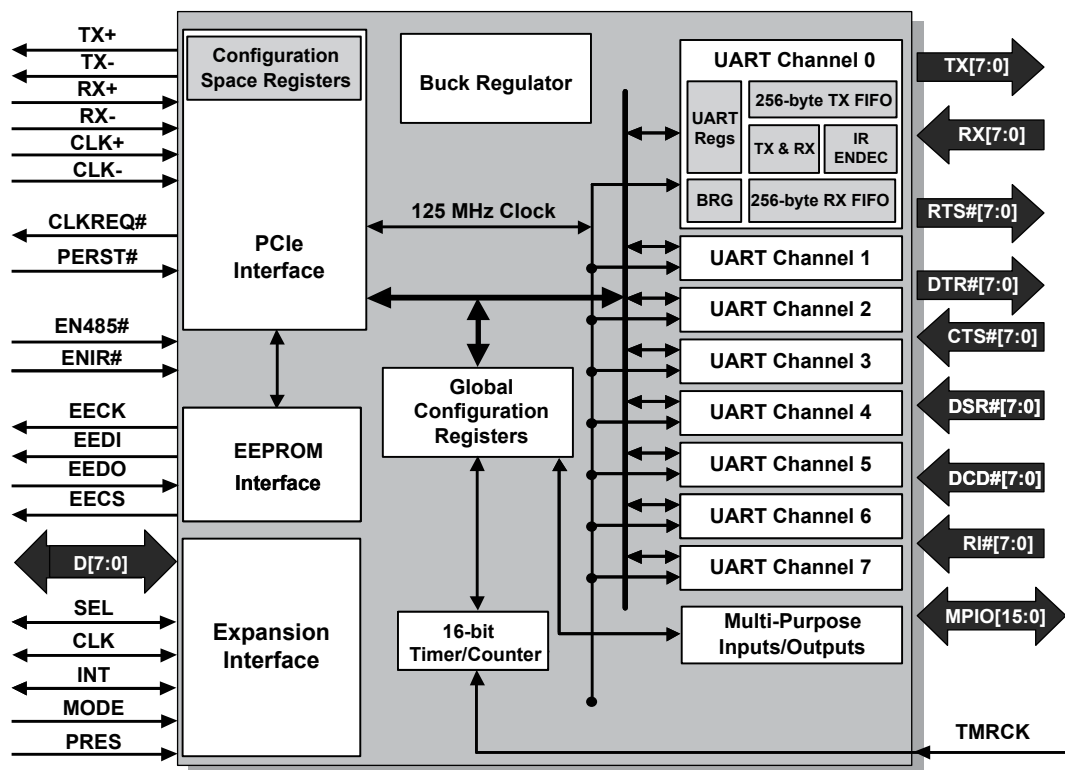 TX+
TX-
RX+
RX-
CLK+
CLK-
CLKREQ#
PERST#
EN485#
ENIR#
EECK
EEDI
EEDO
EECS
D[7:0]
SEL
CLK
INT
MODE
PRES
Configuration
Space Registers
PCIe
Interface
EEPROM
Interface
Expansion
Interface
Buck Regulator
125 MHz Clock
Global
Configuration
Registers
16-bit
Timer/Counter
UART Channel 0
UART
Regs
256-byte TX FIFO
TX & RX
IR
ENDEC
BRG
256-byte RX FIFO
UART Channel 1
UART Channel 2
UART Channel 3
UART Channel 4
UART Channel 5
UART Channel 6
UART Channel 7
Multi-Purpose
Inputs/Outputs
TX[7:0]
RX[7:0]
RTS#[7:0]
DTR#[7:0]
CTS#[7:0]
DSR#[7:0]
DCD#[7:0]
RI#[7:0]
MPIO[15:0]
TMRCK